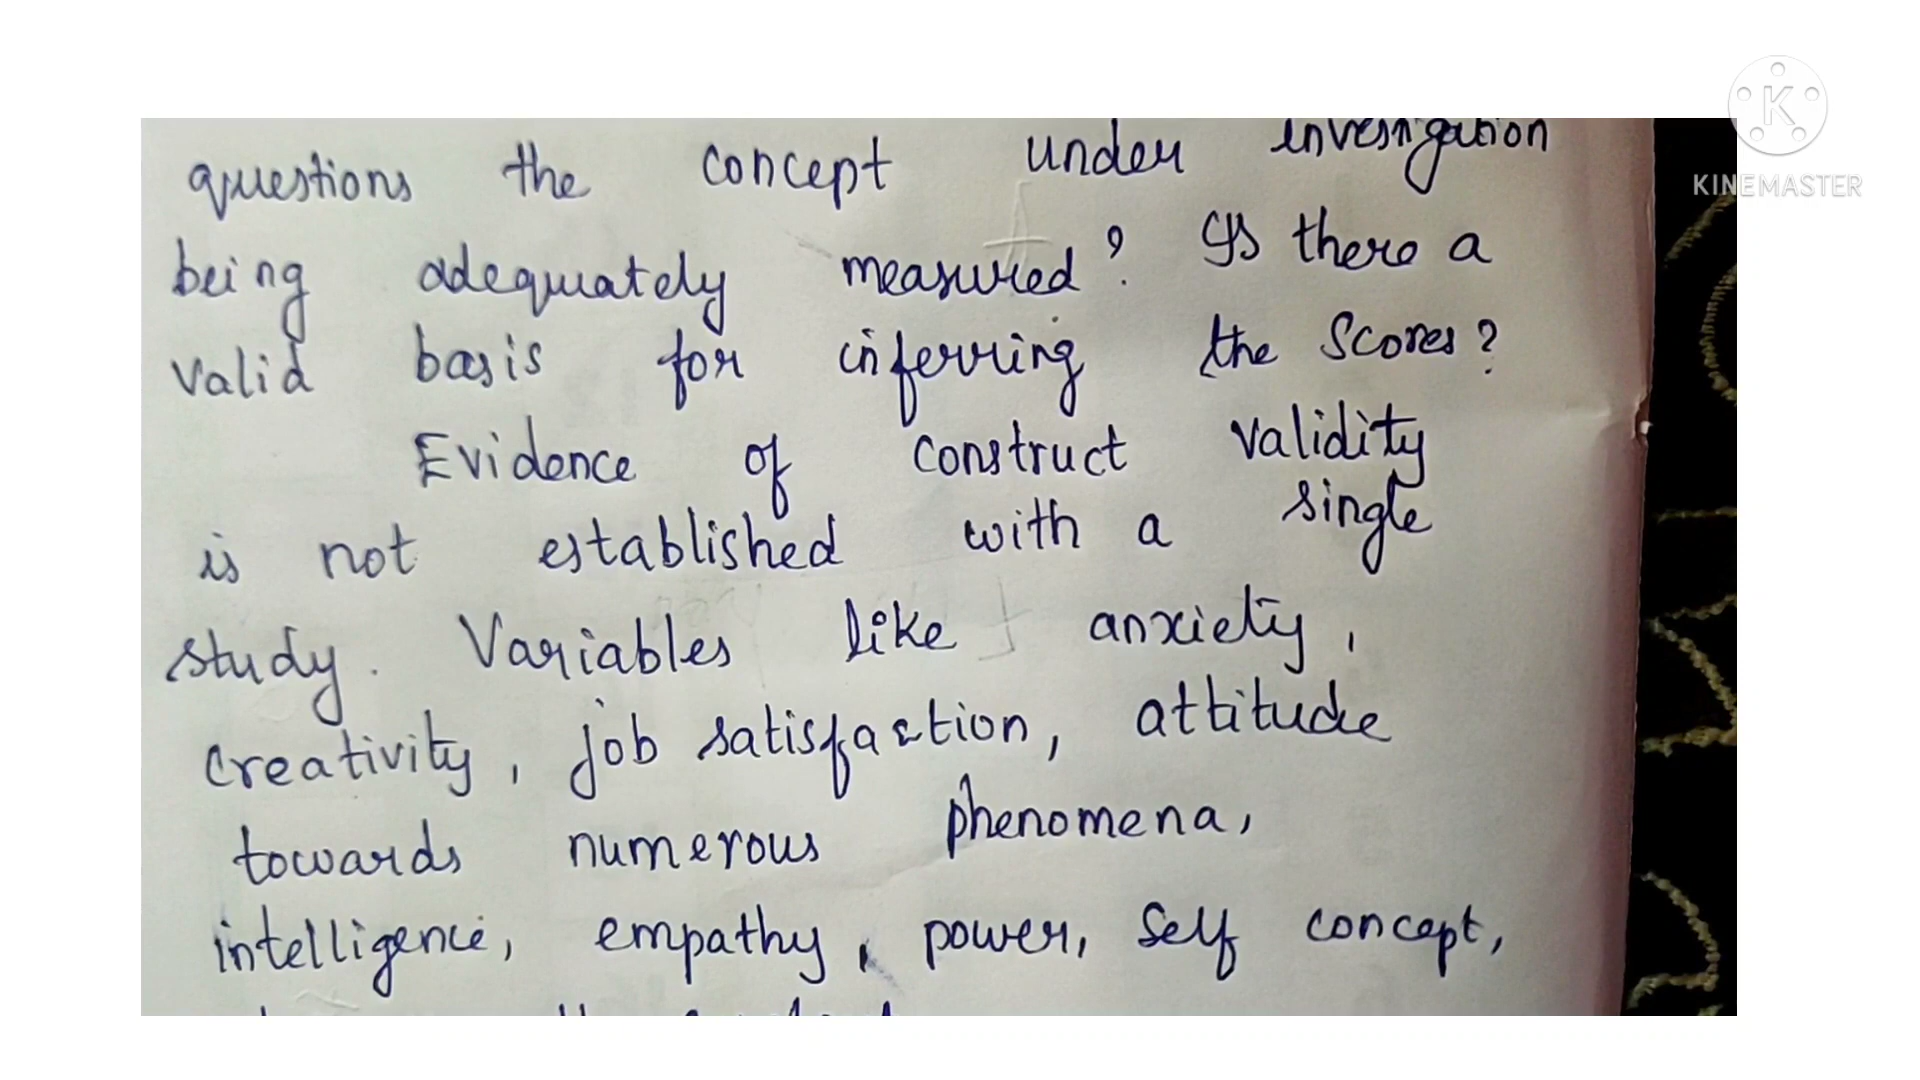 questions the concept under investigation
being adequately measured? Is there a
valid basis for inferring the scores?
Evidence of construct validity
is not established with a single
study. Variables like anxiety,
creativity, job satisfaction, attitude
towards numerous phenomena,
intelligence, empathy, power, Self concept,
KINEMASTER